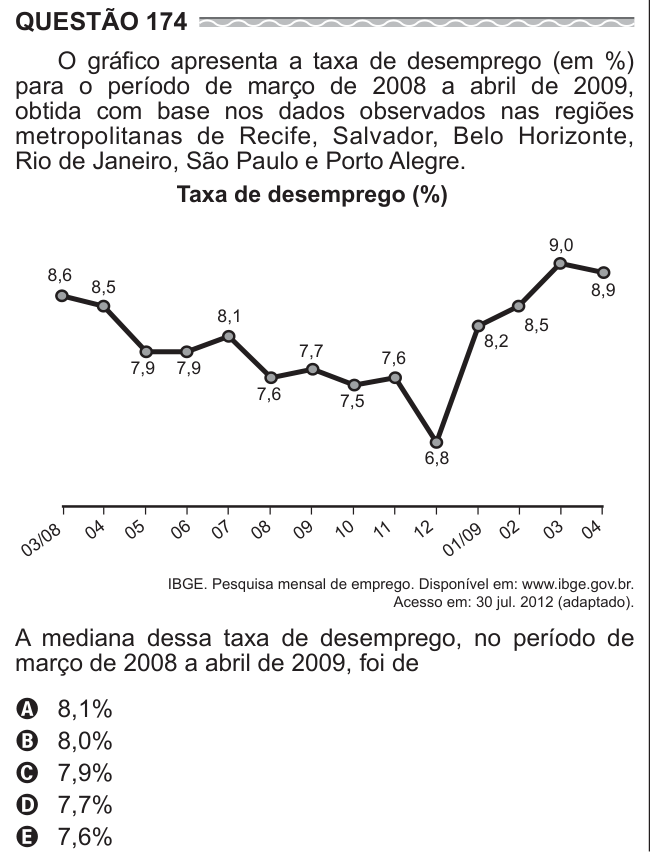 QUESTÃO 174
O gráfico apresenta a taxa de desemprego (em %)
para o período de março de 2008 a abril de 2009,
obtida com base nos dados observados nas regiões
metropolitanas de Recife, Salvador, Belo Horizonte,
Rio de Janeiro, São Paulo e Porto Alegre.
Taxa de desemprego (%)
8,6
8,5
7,9
7,9
8,1
7,6
7,7
7,5
7,6
6,8
8,2
8,5
9,0
8,9
03/08
04
05
06
07
08
09
10
11
12
01/09
02
03
04
IBGE. Pesquisa mensal de emprego. Disponível em: www.ibge.gov.br.
Acesso em: 30 jul. 2012 (adaptado).
A mediana dessa taxa de desemprego, no período de
março de 2008 a abril de 2009, foi de
A 8,1%
B 8,0%
C 7,9%
D 7,7%
E 7,6%